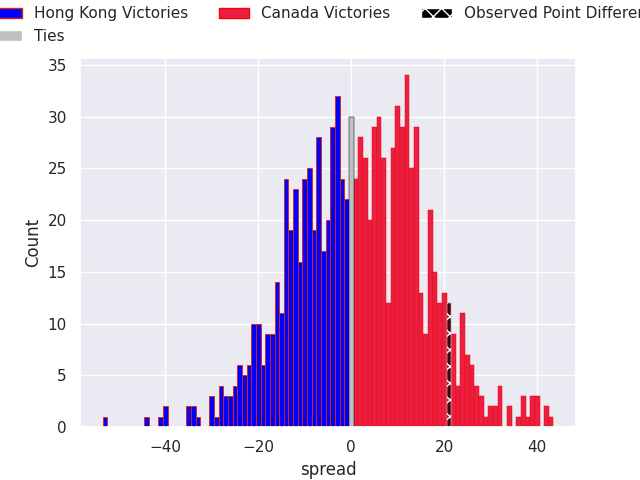 Hong Kong Victories Canada Victories Observed Point Differe
Ties
35
30
25
20
15
10
5
0
Count
−40 −20 0 20 40
spread